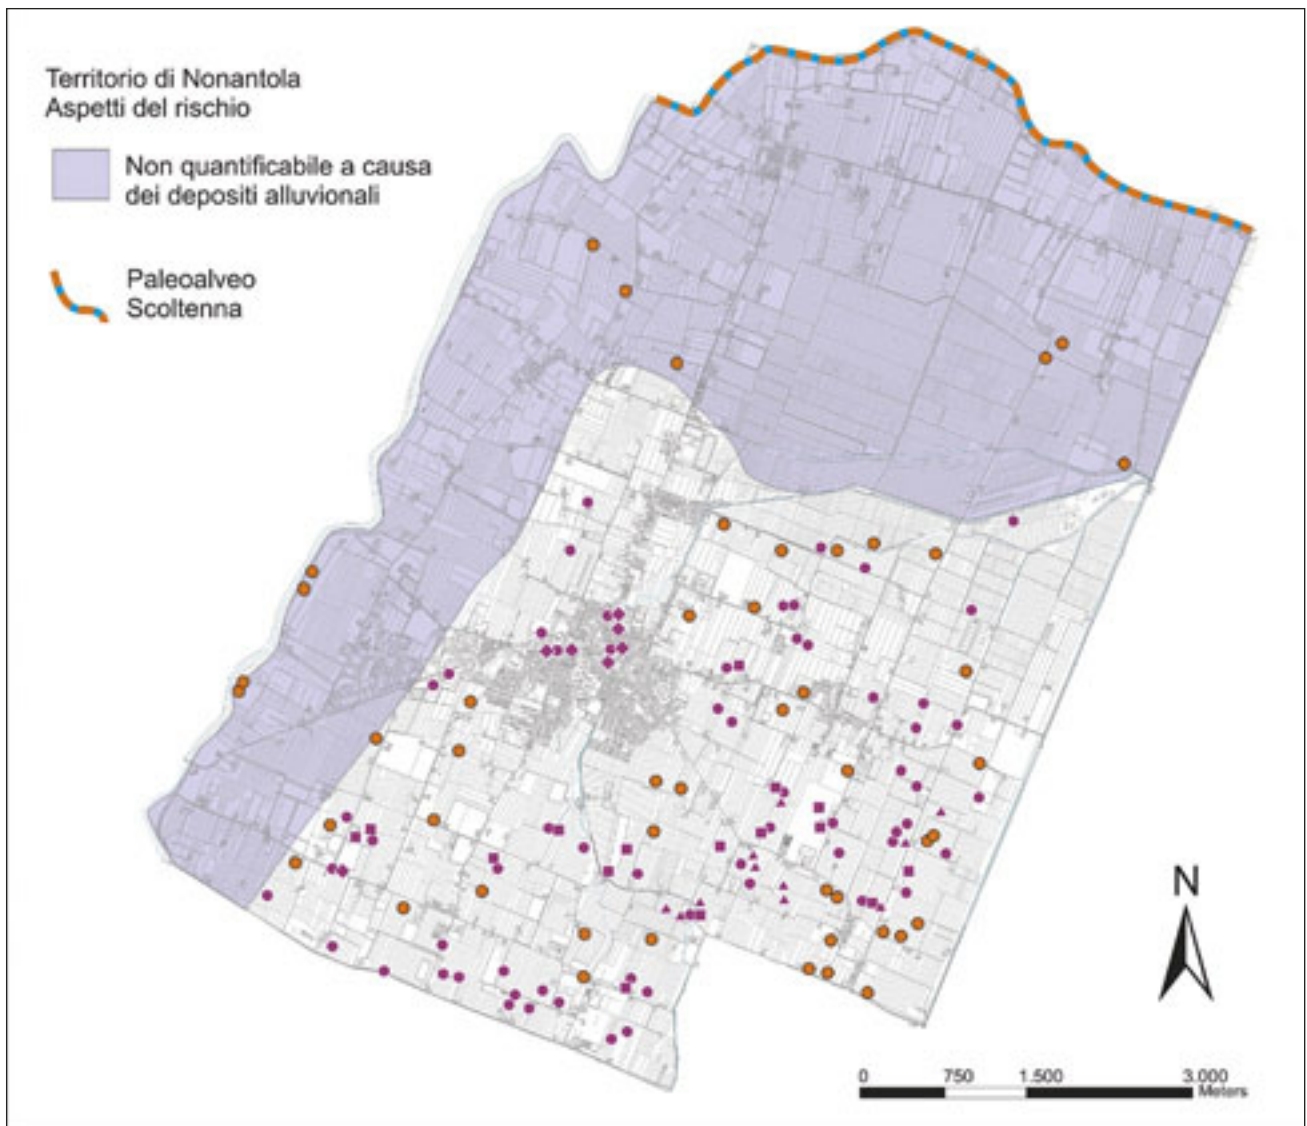 Territorio di Nonantola
Aspetti del rischio
Non quantificabile a causa
dei depositi alluvionali
Paleoalveo
Scoltenna
N
0 750 1.500 3.000
Meters